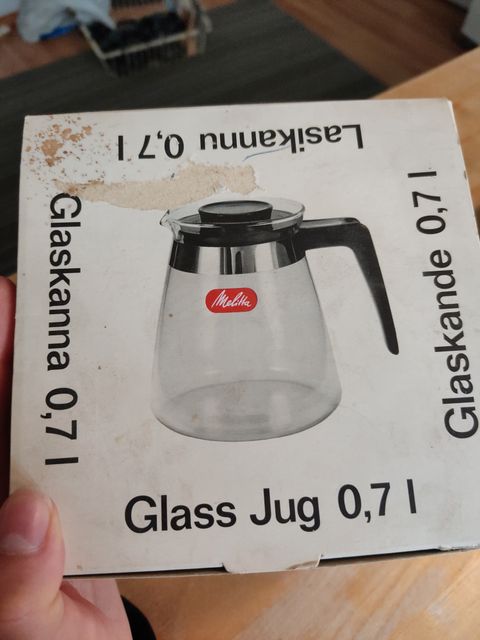 Lasikannu 0,7 l
Glaskanna 0,7 l
Glaskande 0,7 l
Melitta
Glass Jug 0,7 l